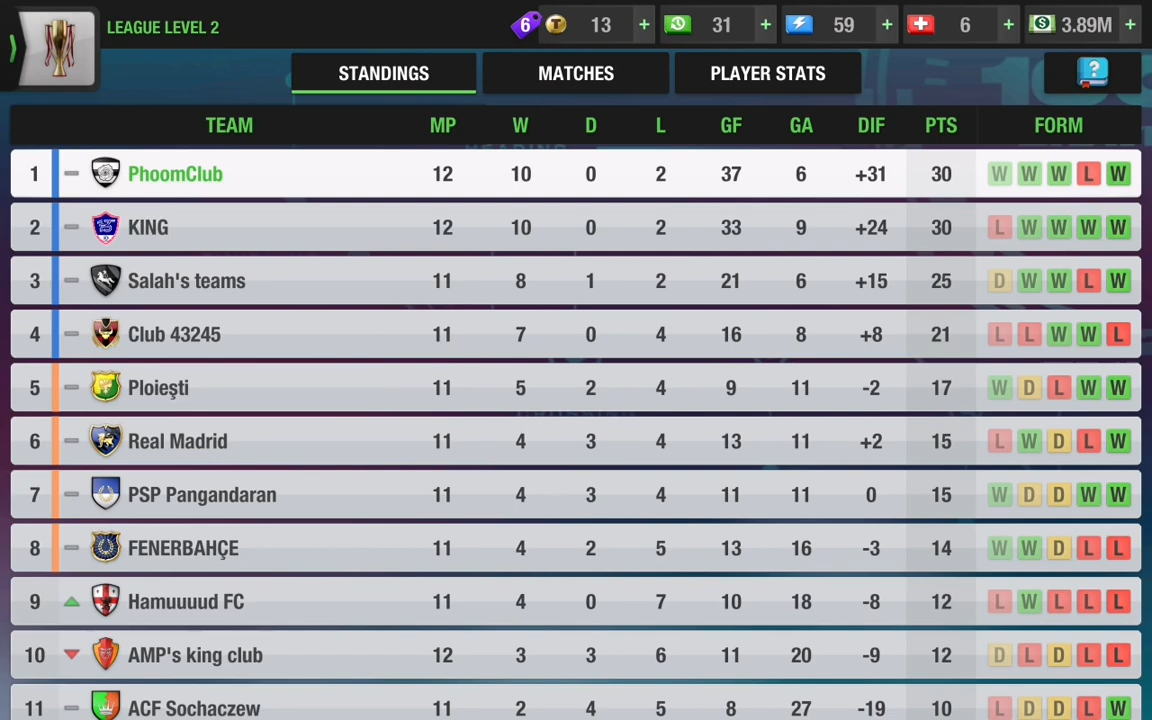 LEAGUE LEVEL 2
6 T 13 + 31 + 59 + 6 + $ 3.89M +
STANDINGS MATCHES PLAYER STATS ?
TEAM MP W D L GF GA DIF PTS FORM
1 PhoomClub 12 10 0 2 37 6 +31 30 W W W L W
2 KING 12 10 0 2 33 9 +24 30 L W W W W
3 Salah's teams 11 8 1 2 21 6 +15 25 D W W L W
4 Club 43245 11 7 0 4 16 8 +8 21 L L W W L
5 Ploieşti 11 5 2 4 9 11 -2 17 W D L W W
6 Real Madrid 11 4 3 4 13 11 +2 15 L W D L W
7 PSP Pangandaran 11 4 3 4 11 11 0 15 W D D W W
8 FENERBAHÇE 11 4 2 5 13 16 -3 14 W W D L L
9 Hamuuuud FC 11 4 0 7 10 18 -8 12 L W L L L
10 AMP's king club 12 3 3 6 11 20 -9 12 D L D L L
11 ACF Sochaczew 11 2 4 5 8 27 -19 10 L D D L W